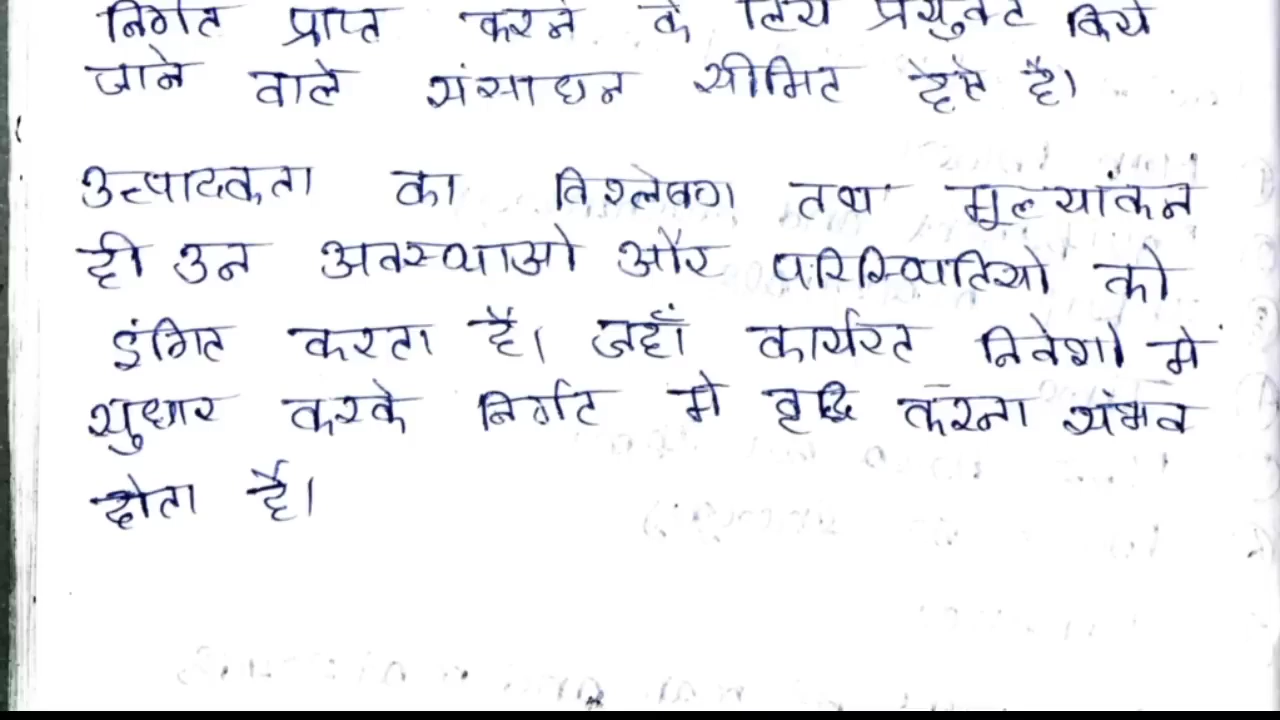 निर्गत प्राप्त करने के लिये प्रयुक्ट किये
जाने वाले संसाधन सीमित होते है।
उत्पादकता का विश्लेषण तथा मूल्यांकन
ही उन अवस्थाओ और परिस्थितियो को
इंगित करता है। जहाँ कार्यरत निवेशो मे
सुधार करके निर्गट मे वृद्धि करना संभव
होता है।